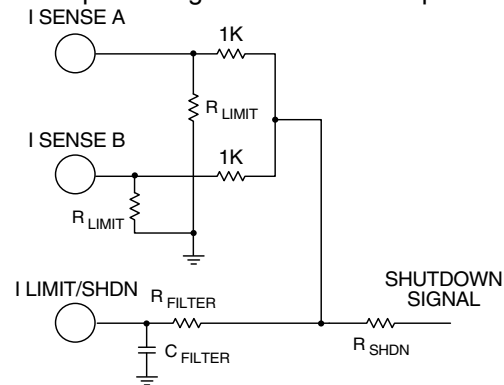 I SENSE A
1K
R LIMIT
I SENSE B
1K
R LIMIT
I LIMIT/SHDN
R FILTER
SHUTDOWN
SIGNAL
C FILTER
R SHDN